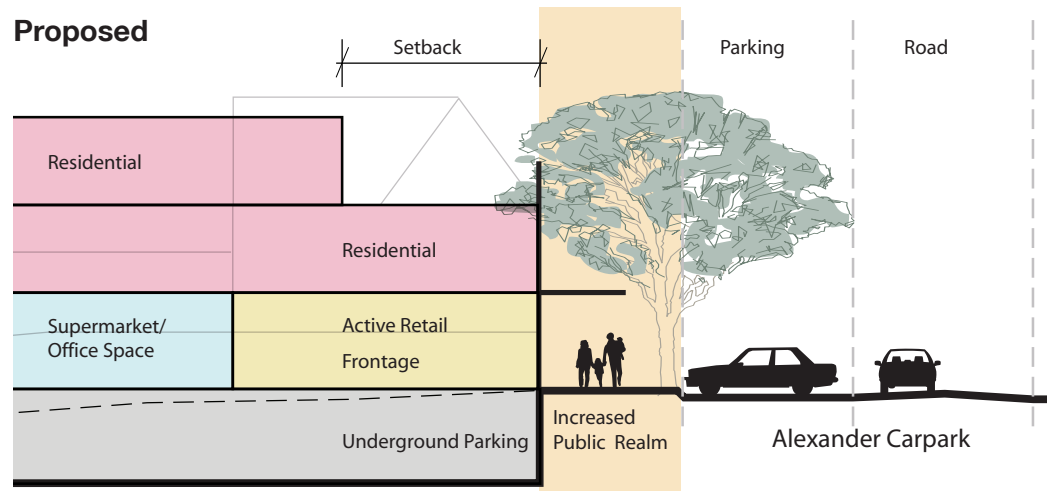 Proposed
Setback
Parking
Road
Residential
Residential
Supermarket/
Office Space
Active Retail
Frontage
Underground Parking
Increased
Public Realm
Alexander Carpark